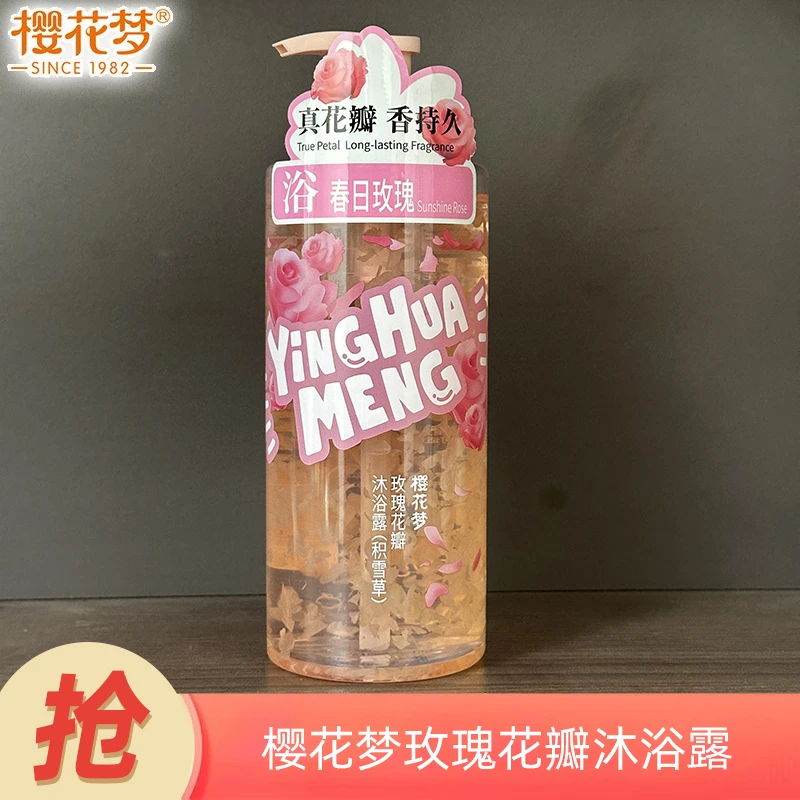 樱花梦®
SINCE 1982
真花瓣 香持久
True Petal Long-lasting Fragrance
浴 春日玫瑰 Sunshine Rose
YiNGHUA
MENG
樱花梦
玫瑰花瓣
沐浴露(积雪草)
抢
樱花梦玫瑰花瓣沐浴露